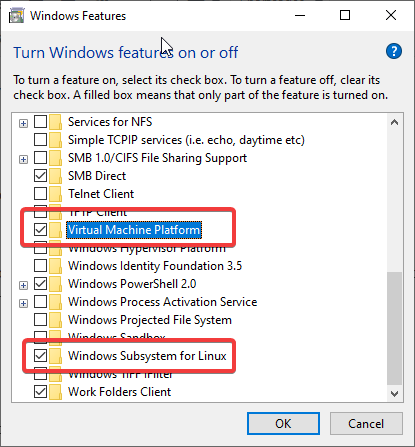 Windows Features
Turn Windows features on or off
To turn a feature on, select its check box. To turn a feature off, clear its
check box. A filled box means that only part of the feature is turned on.
Services for NFS
Simple TCPIP services (i.e. echo, daytime etc)
SMB 1.0/CIFS File Sharing Support
SMB Direct
Telnet Client
TFTP Client
Virtual Machine Platform
Windows Hypervisor Platform
Windows Identity Foundation 3.5
Windows PowerShell 2.0
Windows Process Activation Service
Windows Projected File System
Windows Sandbox
Windows Subsystem for Linux
Windows TIFF IFilter
Work Folders Client
OK Cancel